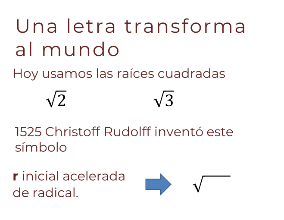 Una letra transforma
al mundo
Hoy usamos las raíces cuadradas
√2 √3
1525 Christoff Rudolff inventó este
símbolo
r inicial acelerada
de radical.
√